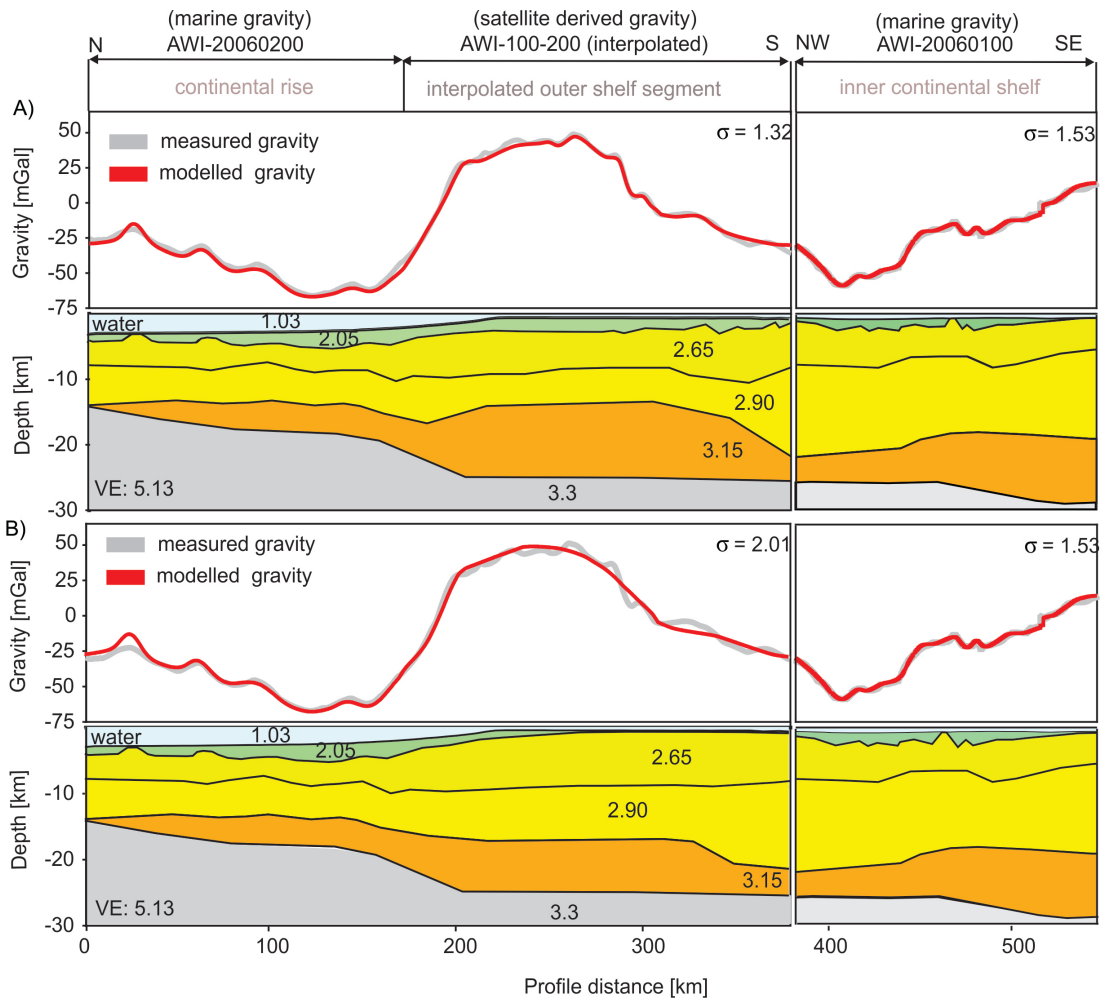 (marine gravity) (satellite derived gravity) (marine gravity)
N AWI-20060200 AWI-100-200 (interpolated) S NW AWI-20060100 SE
continental rise interpolated outer shelf segment inner continental shelf
A)
50 measured gravity σ = 1.32 σ= 1.53
25 modelled gravity
0
-25
-50
-75
Gravity [mGal]
water 1.03
2.05
2.65
-10
2.90
-20 3.15
VE: 5.13 3.3
-30
Depth [km]
B)
50 measured gravity σ = 2.01 σ= 1.53
25 modelled gravity
0
-25
-50
-75
Gravity [mGal]
water 1.03
2.05 2.65
-10
2.90
-20
3.15
VE: 5.13 3.3
-30
Depth [km]
0 100 200 300 400 500
Profile distance [km]